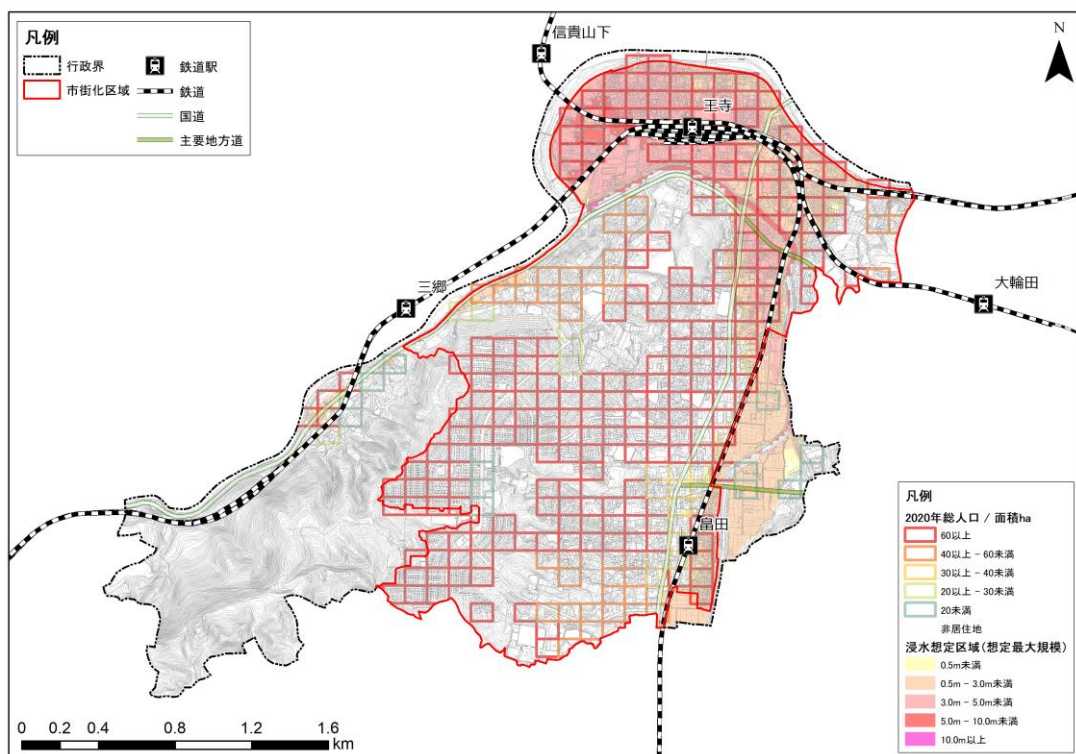 凡例
行政界
鉄道駅
市街化区域
鉄道
国道
主要地方道
信貴山下
N
王寺
三郷
大輪田
畠田
凡例
2020年総人口 / 面積ha
60以上
40以上 - 60未満
30以上 - 40未満
20以上 - 30未満
20未満
非居住地
浸水想定区域(想定最大規模)
0.5m未満
0.5m - 3.0m未満
3.0m - 5.0m未満
5.0m - 10.0m未満
10.0m以上
0 0.2 0.4 0.8 1.2 1.6
km